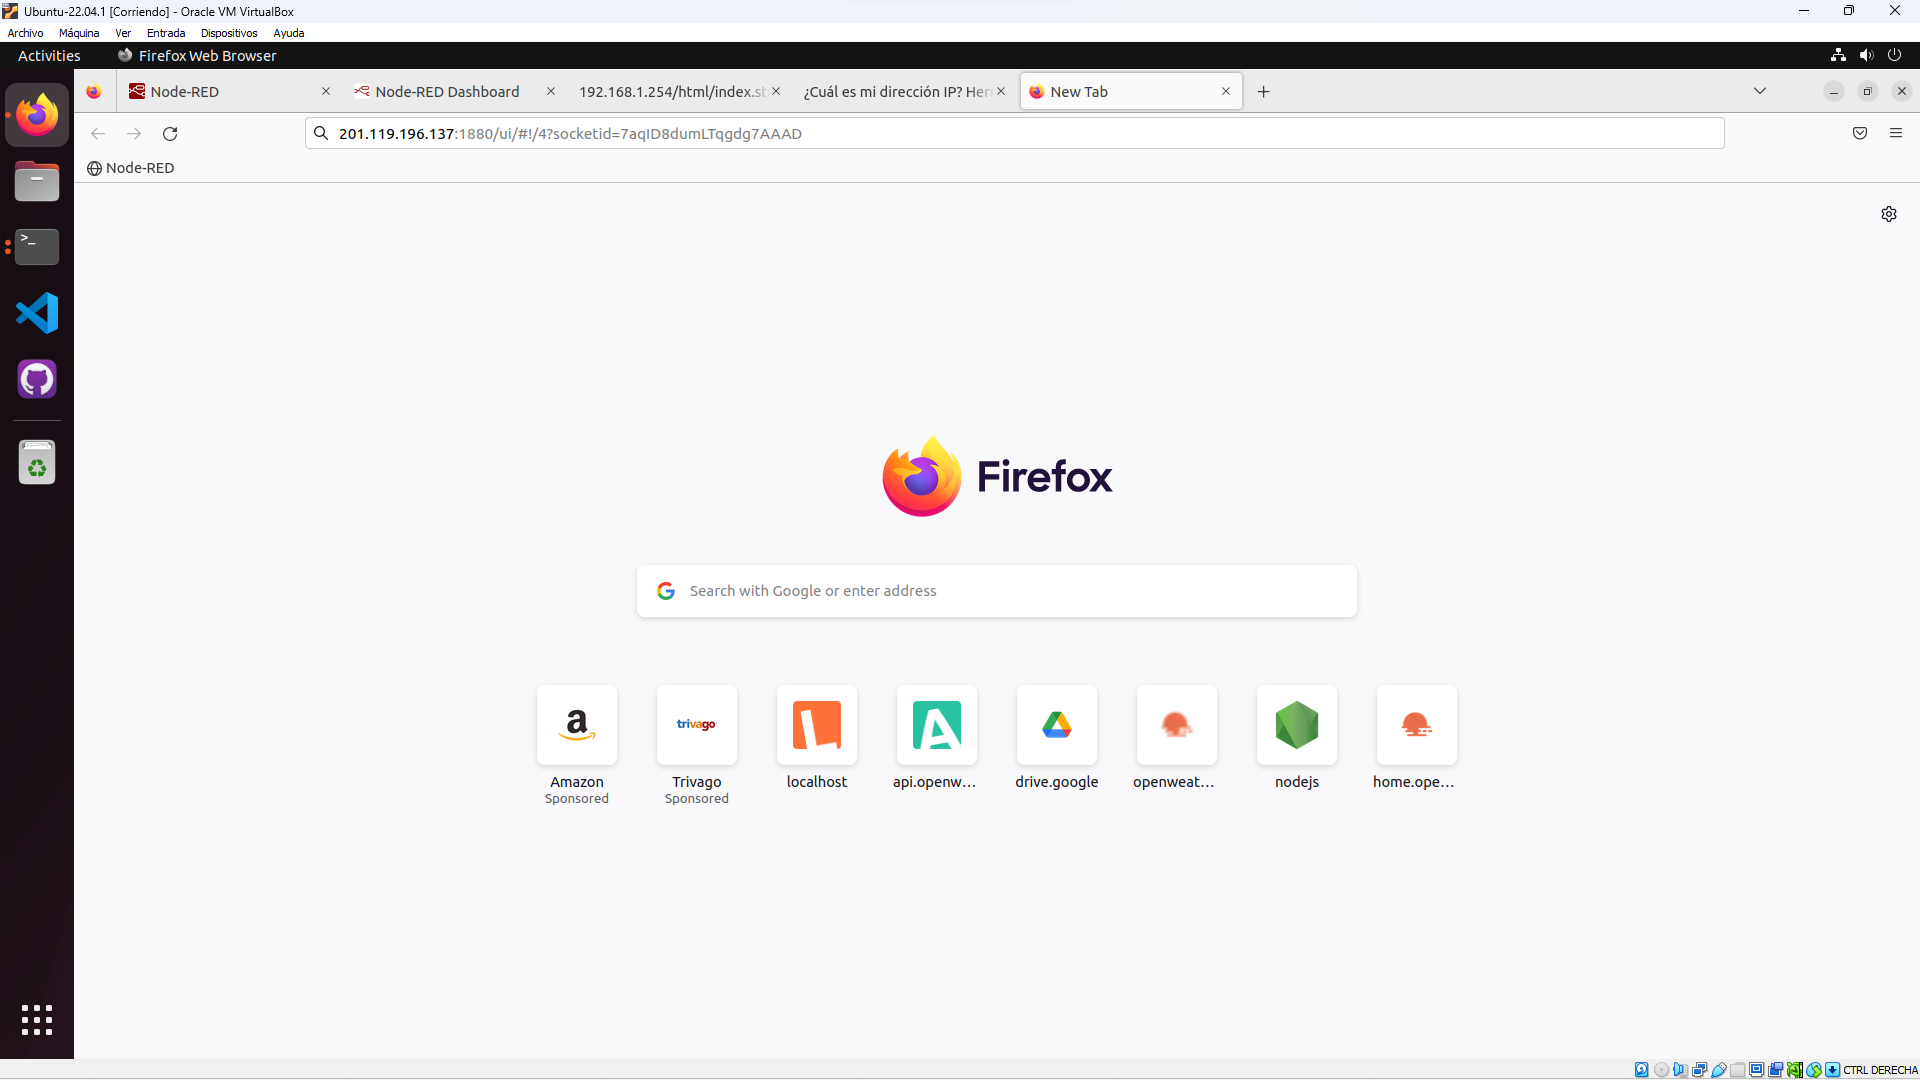 Ubuntu-22.04.1 [Corriendo] - Oracle VM VirtualBox
Archivo Máquina Ver Entrada Dispositivos Ayuda
Activities Firefox Web Browser
Node-RED Node-RED Dashboard 192.168.1.254/html/index.st ¿Cuál es mi dirección IP? Herr New Tab
201.119.196.137:1880/ui/#!/4?socketid=7aqID8dumLTqgdg7AAAD
Node-RED
Firefox
Search with Google or enter address
a trivago
Amazon Trivago localhost api.openw... drive.google openweat... nodejs home.ope...
Sponsored Sponsored
CTRL DERECHA